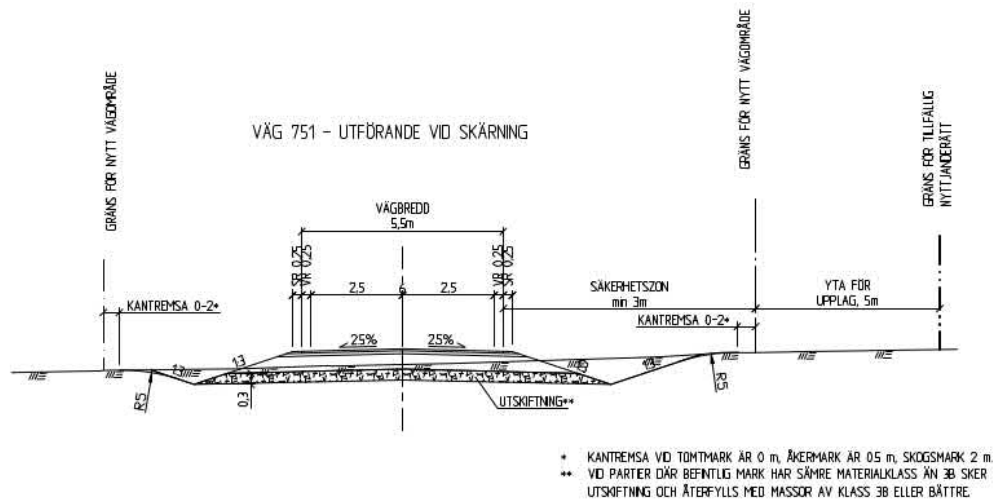 GRÄNS FÖR NYTT VÄGOMRÅDE
VÄG 751 - UTFÖRANDE VID SKÄRNING
GRÄNS FÖR NYTT VÄGOMRÅDE
GRÄNS FÖR TILLFÄLLIG
NYTTJANDERÄTT
VÄGBREDD
5,5m
SR 0,25
VR 0,25
2,5
2,5
VR 0,25
SR 0,25
SÄKERHETSZON
min 3m
YTA FÖR
UPPLAG, 5m
KANTREMSA 0-2*
KANTREMSA 0-2*
2.5%
2.5%
1:3
1:3
R5
0,3
UTSKIFTNING**
R5
* KANTREMSA VID TOMTMARK ÄR 0 m, ÅKERMARK ÄR 0.5 m, SKOGSMARK 2 m.
** VID PARTIER DÄR BEFINTLIG MARK HAR SÄMRE MATERIALKLASS ÄN 3B SKER
UTSKIFTNING OCH ÅTERFYLLS MED MASSOR AV KLASS 3B ELLER BÄTTRE.